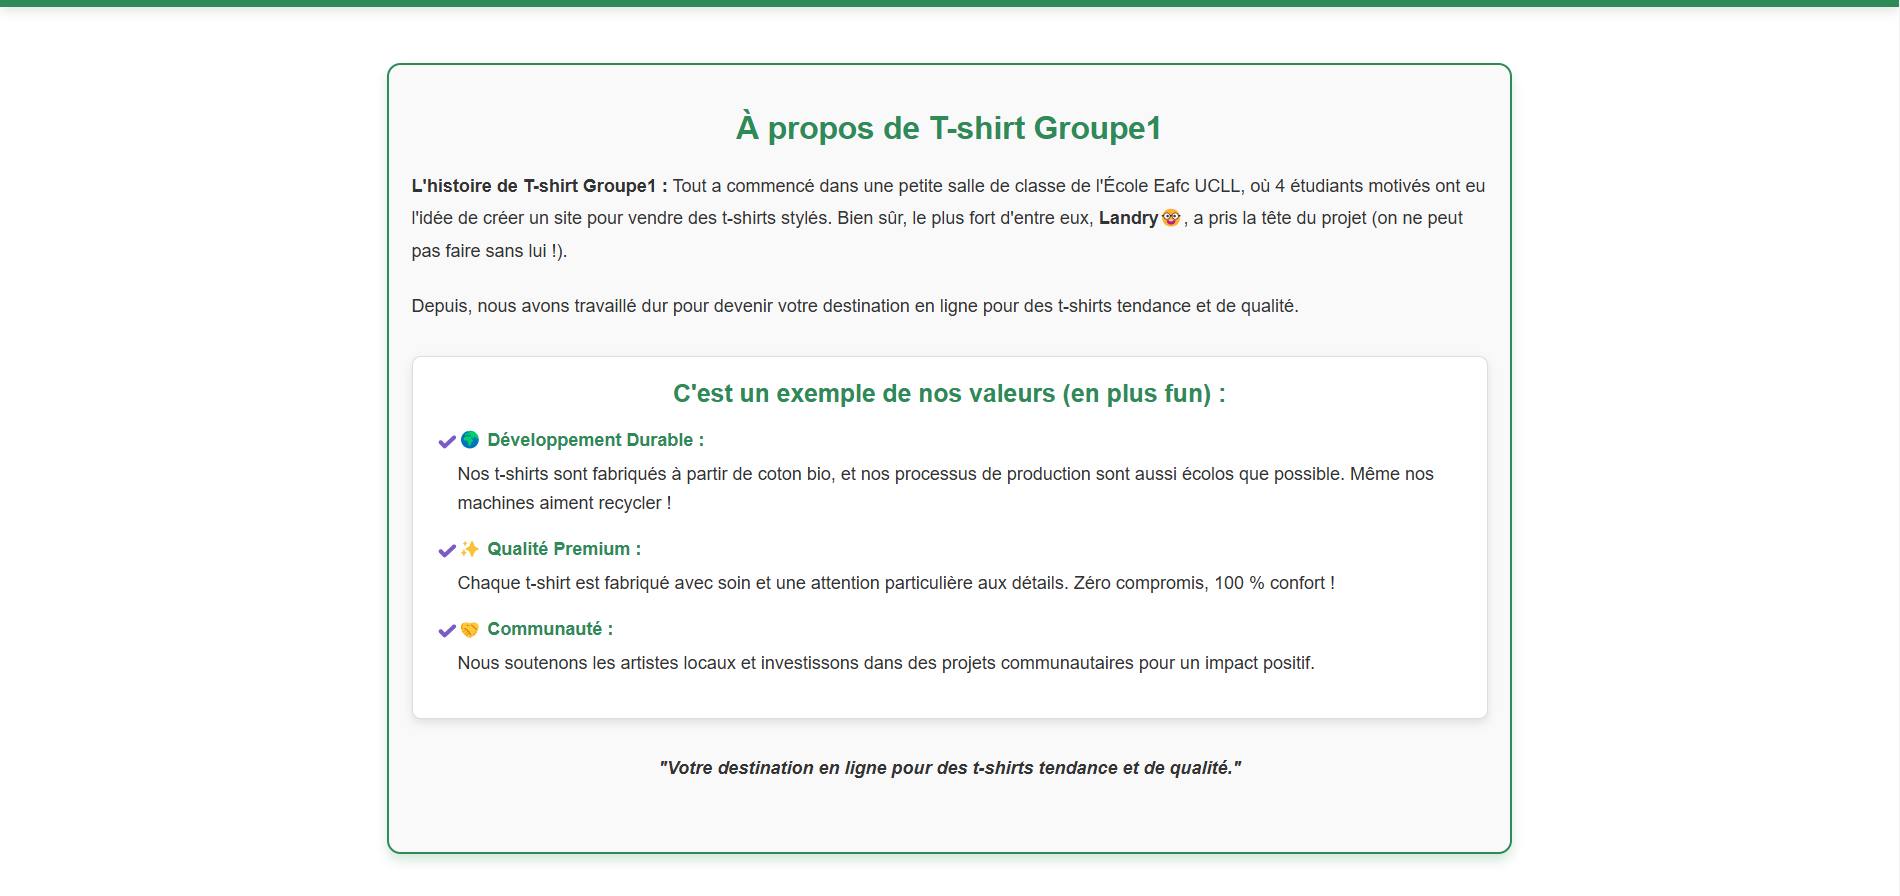 À propos de T-shirt Groupe1
L'histoire de T-shirt Groupe1 : Tout a commencé dans une petite salle de classe de l'École Eafc UCLL, où 4 étudiants motivés ont eu
l'idée de créer un site pour vendre des t-shirts stylés. Bien sûr, le plus fort d'entre eux, Landry🤓, a pris la tête du projet (on ne peut
pas faire sans lui !).
Depuis, nous avons travaillé dur pour devenir votre destination en ligne pour des t-shirts tendance et de qualité.
C'est un exemple de nos valeurs (en plus fun) :
✔🌍 Développement Durable :
Nos t-shirts sont fabriqués à partir de coton bio, et nos processus de production sont aussi écolos que possible. Même nos
machines aiment recycler !
✔✨ Qualité Premium :
Chaque t-shirt est fabriqué avec soin et une attention particulière aux détails. Zéro compromis, 100 % confort !
✔🤝 Communauté :
Nous soutenons les artistes locaux et investissons dans des projets communautaires pour un impact positif.
"Votre destination en ligne pour des t-shirts tendance et de qualité."